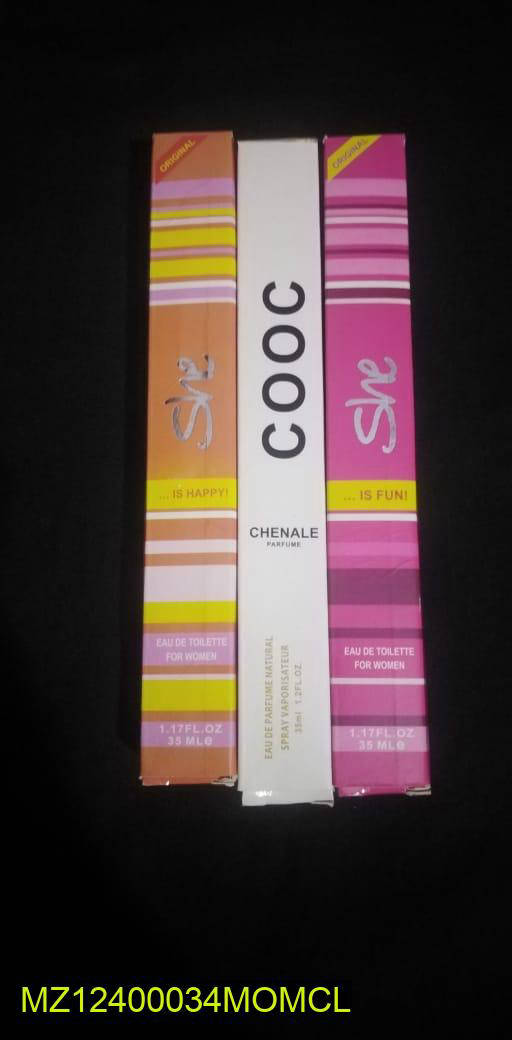 ORIGINAL
She
... IS HAPPY!
EAU DE TOILETTE
FOR WOMEN
1.17FL.OZ
35 MLe
COOC
CHENALE
PARFUME
EAU DE PARFUME NATURAL
SPRAY VAPORISATEUR
35ml 1.2FL.OZ.
ORIGINAL
She
... IS FUN!
EAU DE TOILETTE
FOR WOMEN
1.17FL.OZ
35 MLe
MZ12400034MOMCL